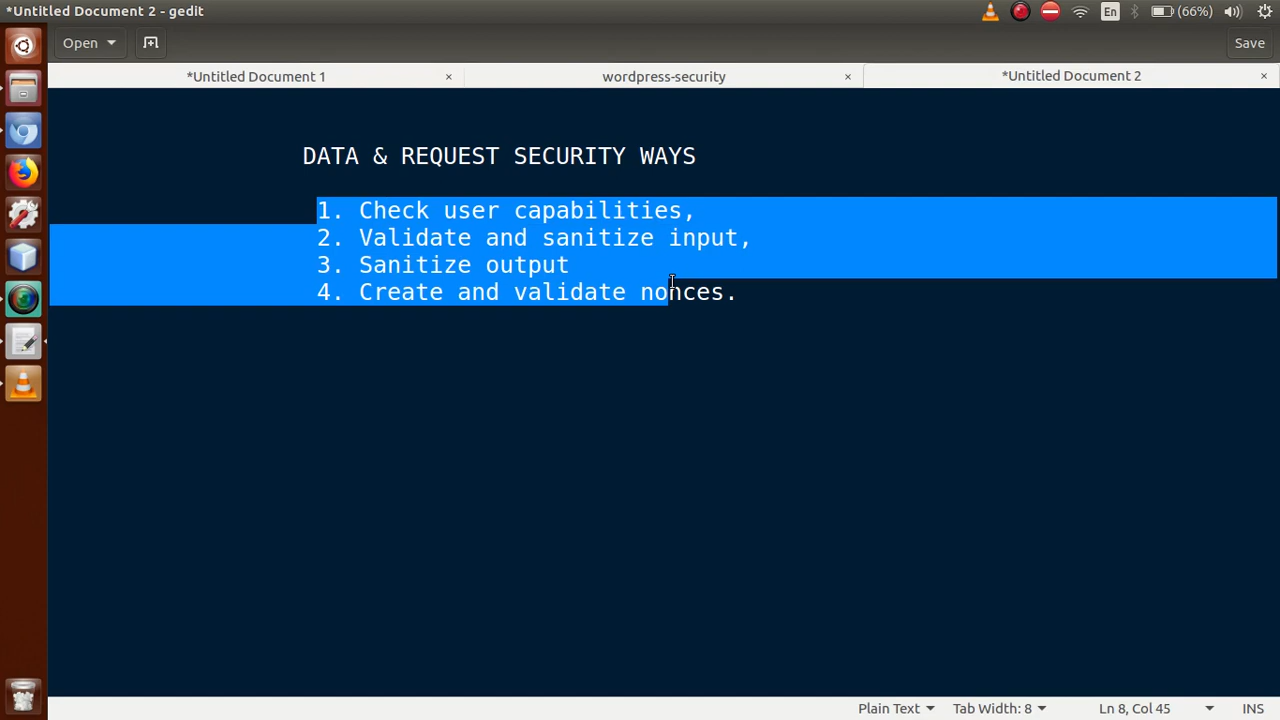 *Untitled Document 2 - gedit
En
(66%)
Open
Save
*Untitled Document 1 ×
wordpress-security ×
*Untitled Document 2 ×
DATA & REQUEST SECURITY WAYS
1. Check user capabilities,
2. Validate and sanitize input,
3. Sanitize output
4. Create and validate nonces.
Plain Text
Tab Width: 8
Ln 8, Col 45
INS